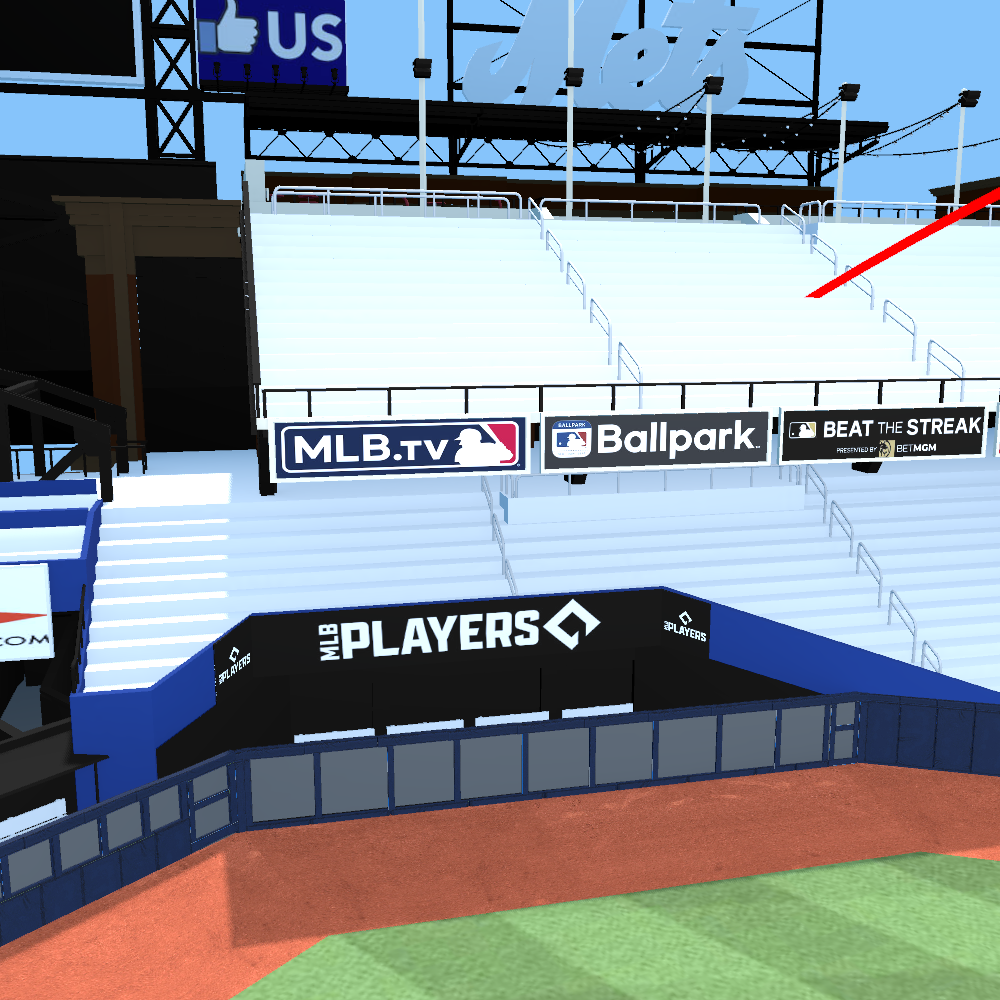 US
Mets
MLB.TV
BALLPARK
Ballpark
BEAT THE STREAK
PRESENTED BY BETMGM
MLB PLAYERS
PLAYERS
PLAYERS
.COM